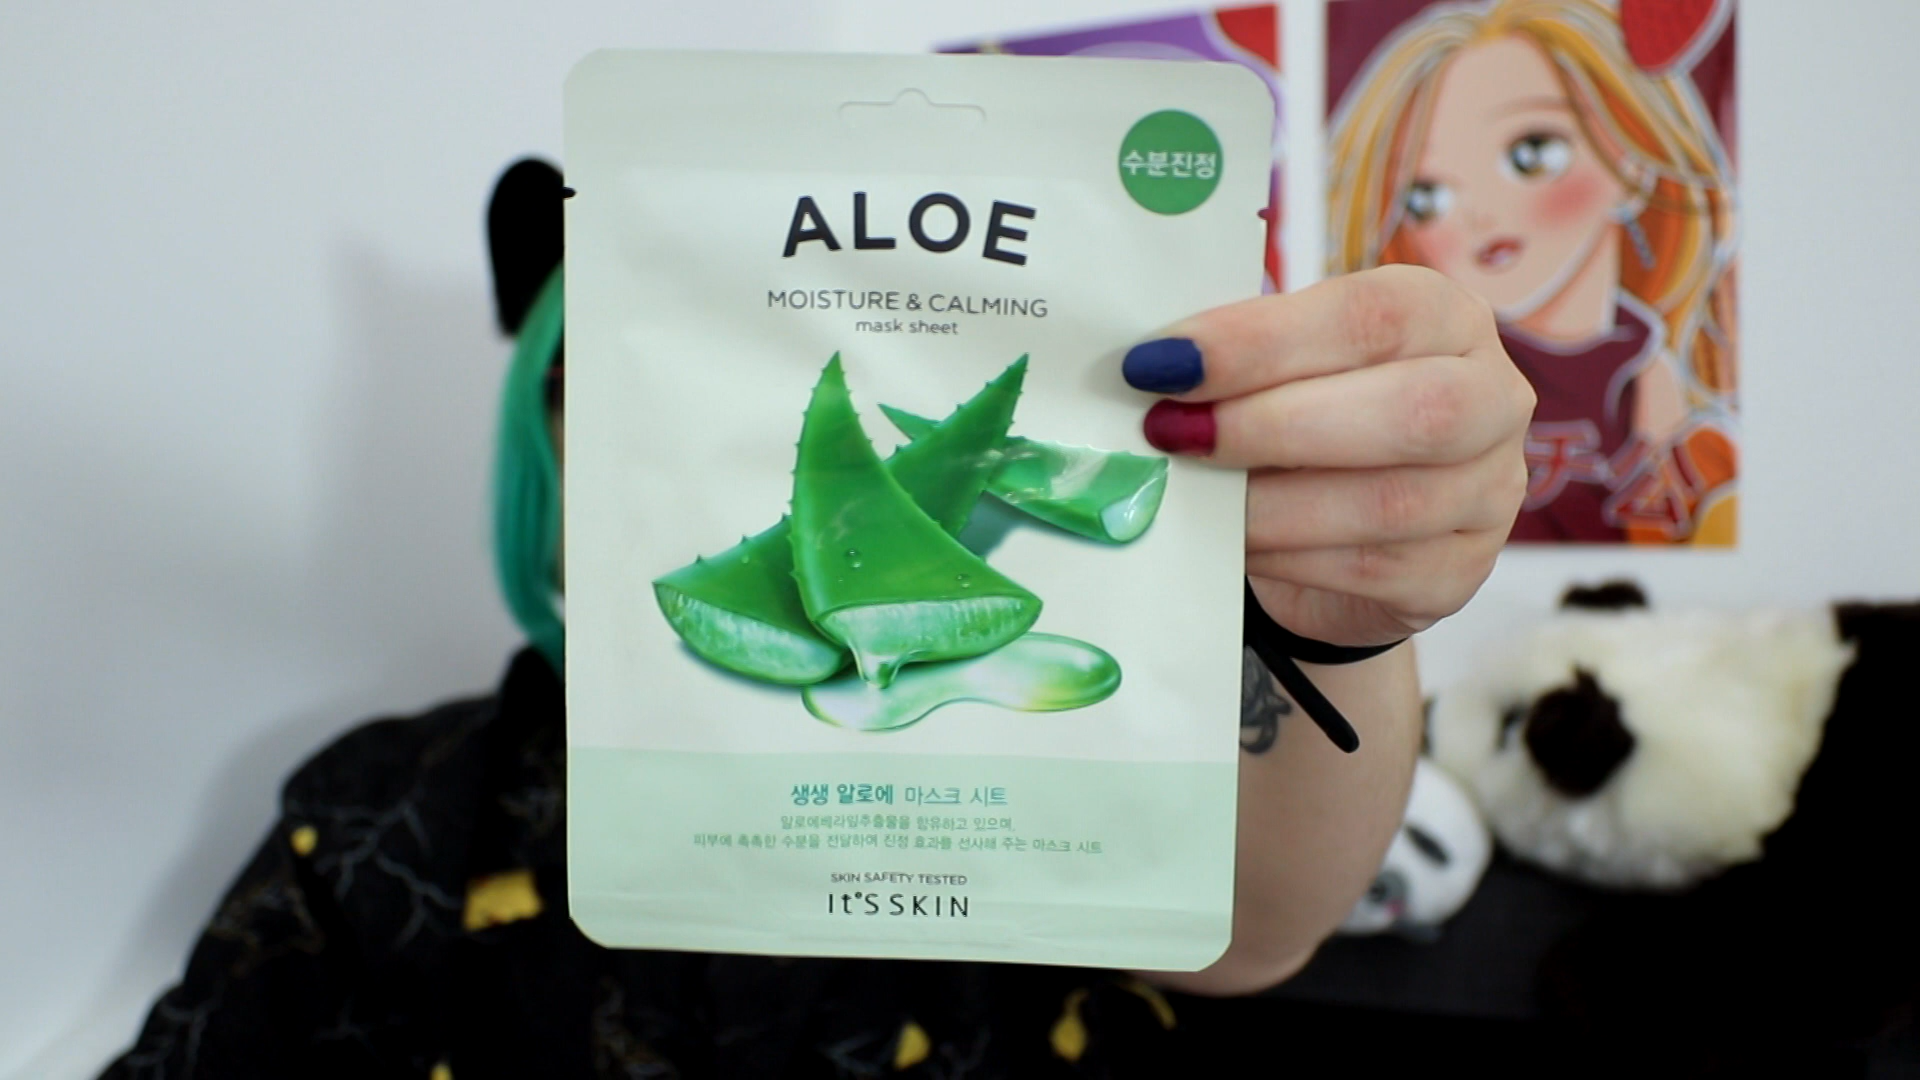 수분진정
ALOE
MOISTURE & CALMING
mask sheet
생생 알로에 마스크 시트
알로에베라잎추출물을 함유하고 있으며,
피부에 촉촉한 수분을 전달하여 진정 효과를 선사해 주는 마스크 시트
SKIN SAFETY TESTED
It'S SKIN